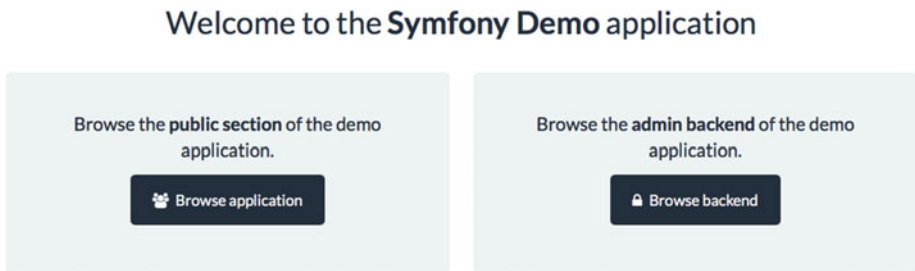 Welcome to the Symfony Demo application
Browse the public section of the demo
application.
Browse application
Browse the admin backend of the demo
application.
Browse backend